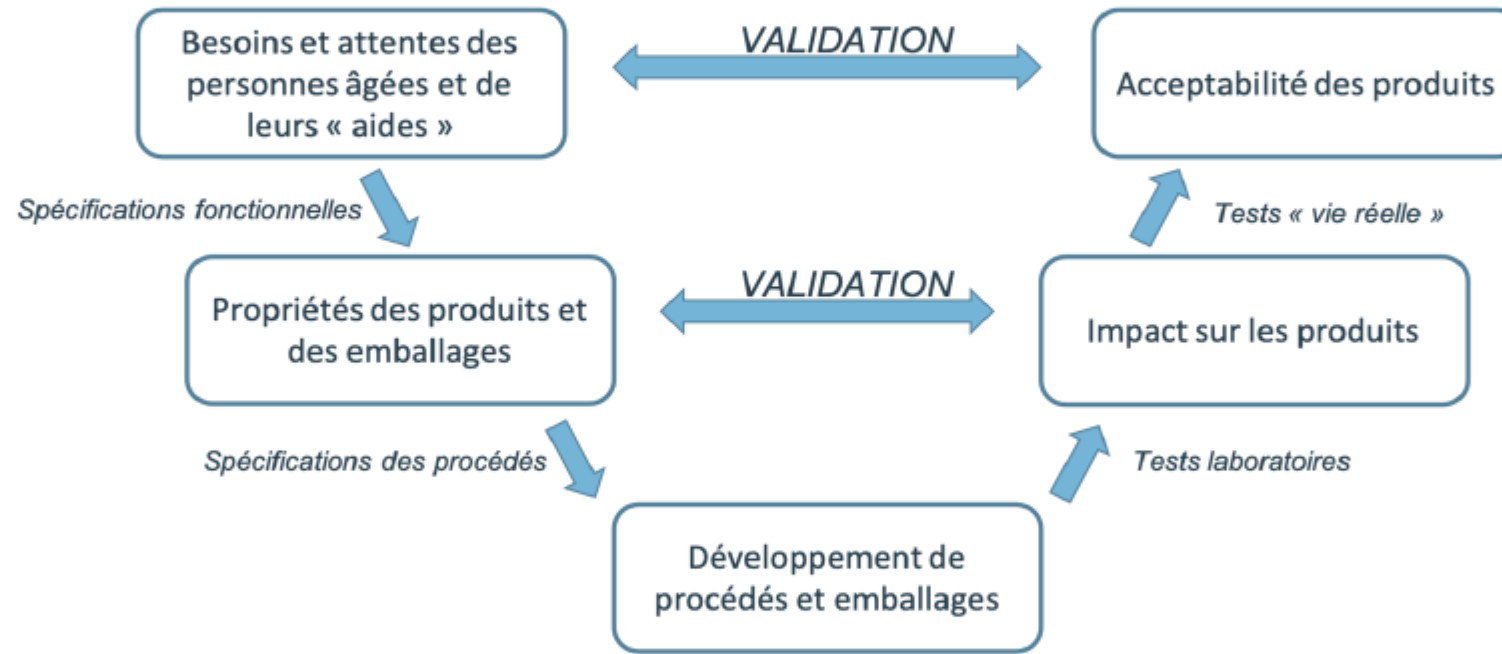 Besoins et attentes des
personnes âgées et de
leurs « aides »
VALIDATION
Acceptabilité des produits
Spécifications fonctionnelles
Tests « vie réelle »
Propriétés des produits et
des emballages
VALIDATION
Impact sur les produits
Spécifications des procédés
Tests laboratoires
Développement de
procédés et emballages